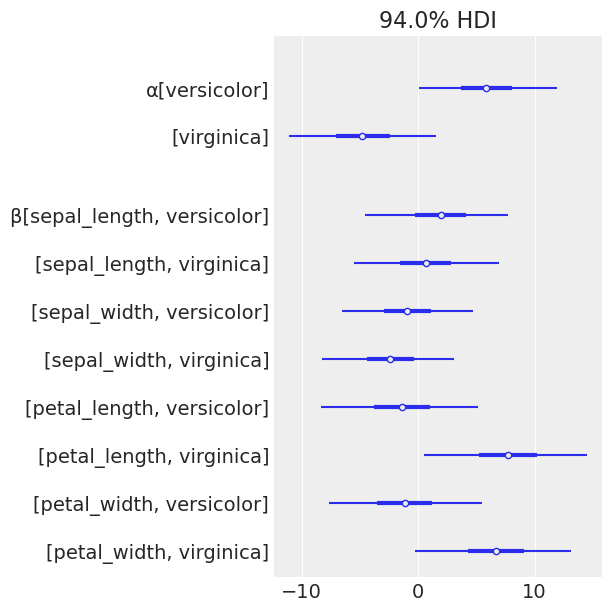 94.0% HDI
α[versicolor]
[virginica]
β[sepal_length, versicolor]
[sepal_length, virginica]
[sepal_width, versicolor]
[sepal_width, virginica]
[petal_length, versicolor]
[petal_length, virginica]
[petal_width, versicolor]
[petal_width, virginica]
−10 0 10